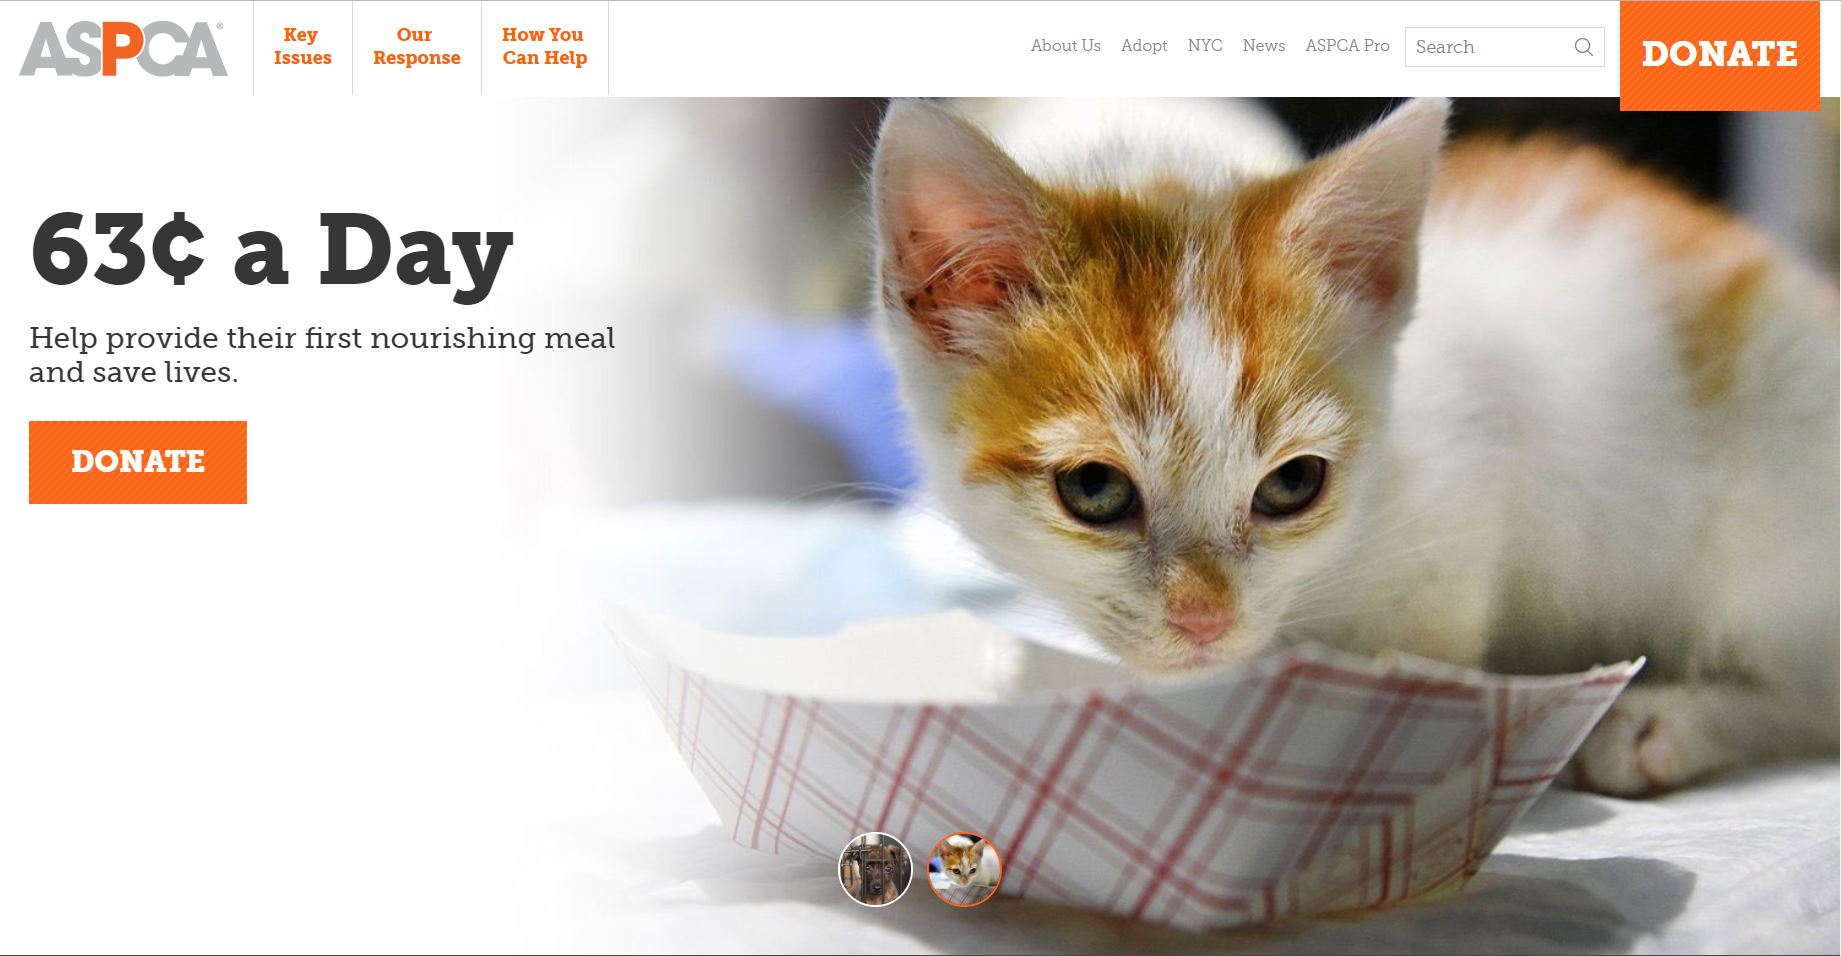 ASPCA®
Key
Issues
Our
Response
How You
Can Help
About Us
Adopt
NYC
News
ASPCA Pro
Search
DONATE
63¢ a Day
Help provide their first nourishing meal
and save lives.
DONATE